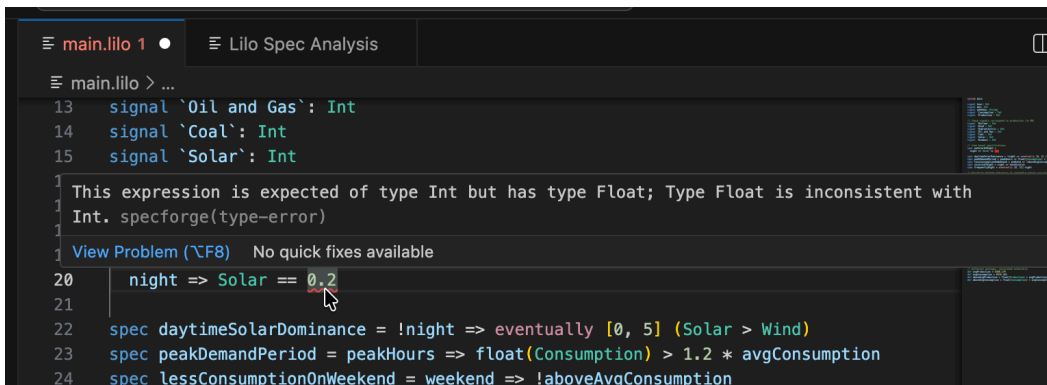 main.lilo 1
Lilo Spec Analysis
main.lilo > ...
13 signal `Oil and Gas`: Int
14 signal `Coal`: Int
15 signal `Solar`: Int
This expression is expected of type Int but has type Float; Type Float is inconsistent with
Int. specforge(type-error)
View Problem (⌥F8) No quick fixes available
20 night => Solar == 0.2
21
22 spec daytimeSolarDominance = !night => eventually [0, 5] (Solar > Wind)
23 spec peakDemandPeriod = peakHours => float(Consumption) > 1.2 * avgConsumption
24 spec lessConsumptionOnWeekend = weekend => !aboveAvgConsumption